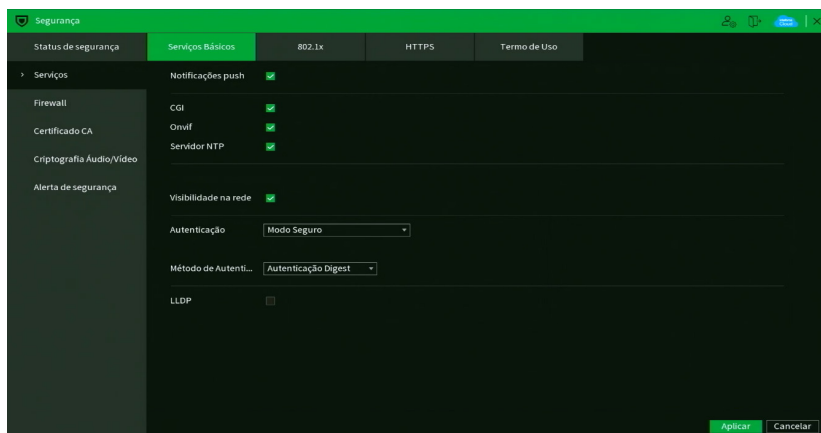 Segurança
Status de segurança
Serviços Básicos
802.1x
HTTPS
Termo de Uso
Serviços
Firewall
Certificado CA
Criptografia Áudio/Vídeo
Alerta de segurança
Notificações push
CGI
Onvif
Servidor NTP
Visibilidade na rede
Autenticação
Modo Seguro
Método de Autenti...
Autenticação Digest
LLDP
Aplicar
Cancelar